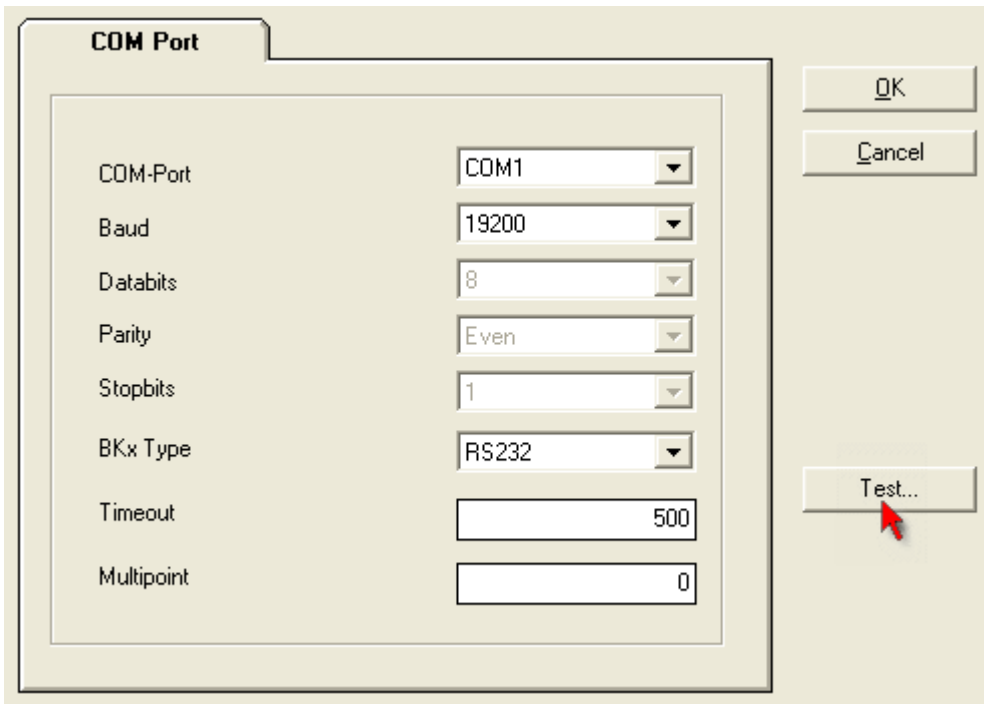 COM Port
OK
Cancel
COM-Port COM1
Baud 19200
Databits 8
Parity Even
Stopbits 1
BKx Type RS232
Timeout 500
Multipoint 0
Test...